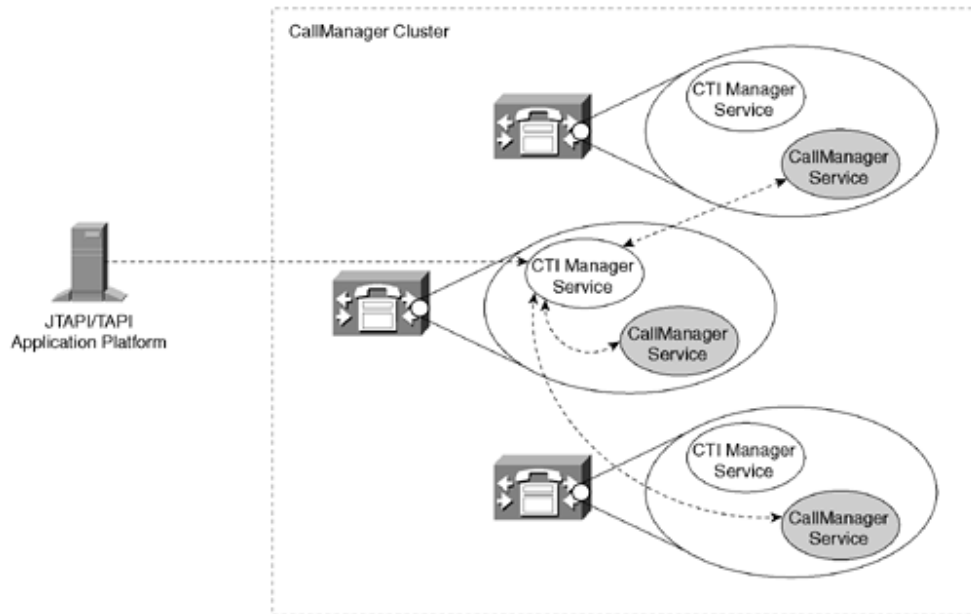 CallManager Cluster
CTI Manager
Service
CallManager
Service
CTI Manager
Service
CallManager
Service
JTAPI/TAPI
Application Platform
CTI Manager
Service
CallManager
Service